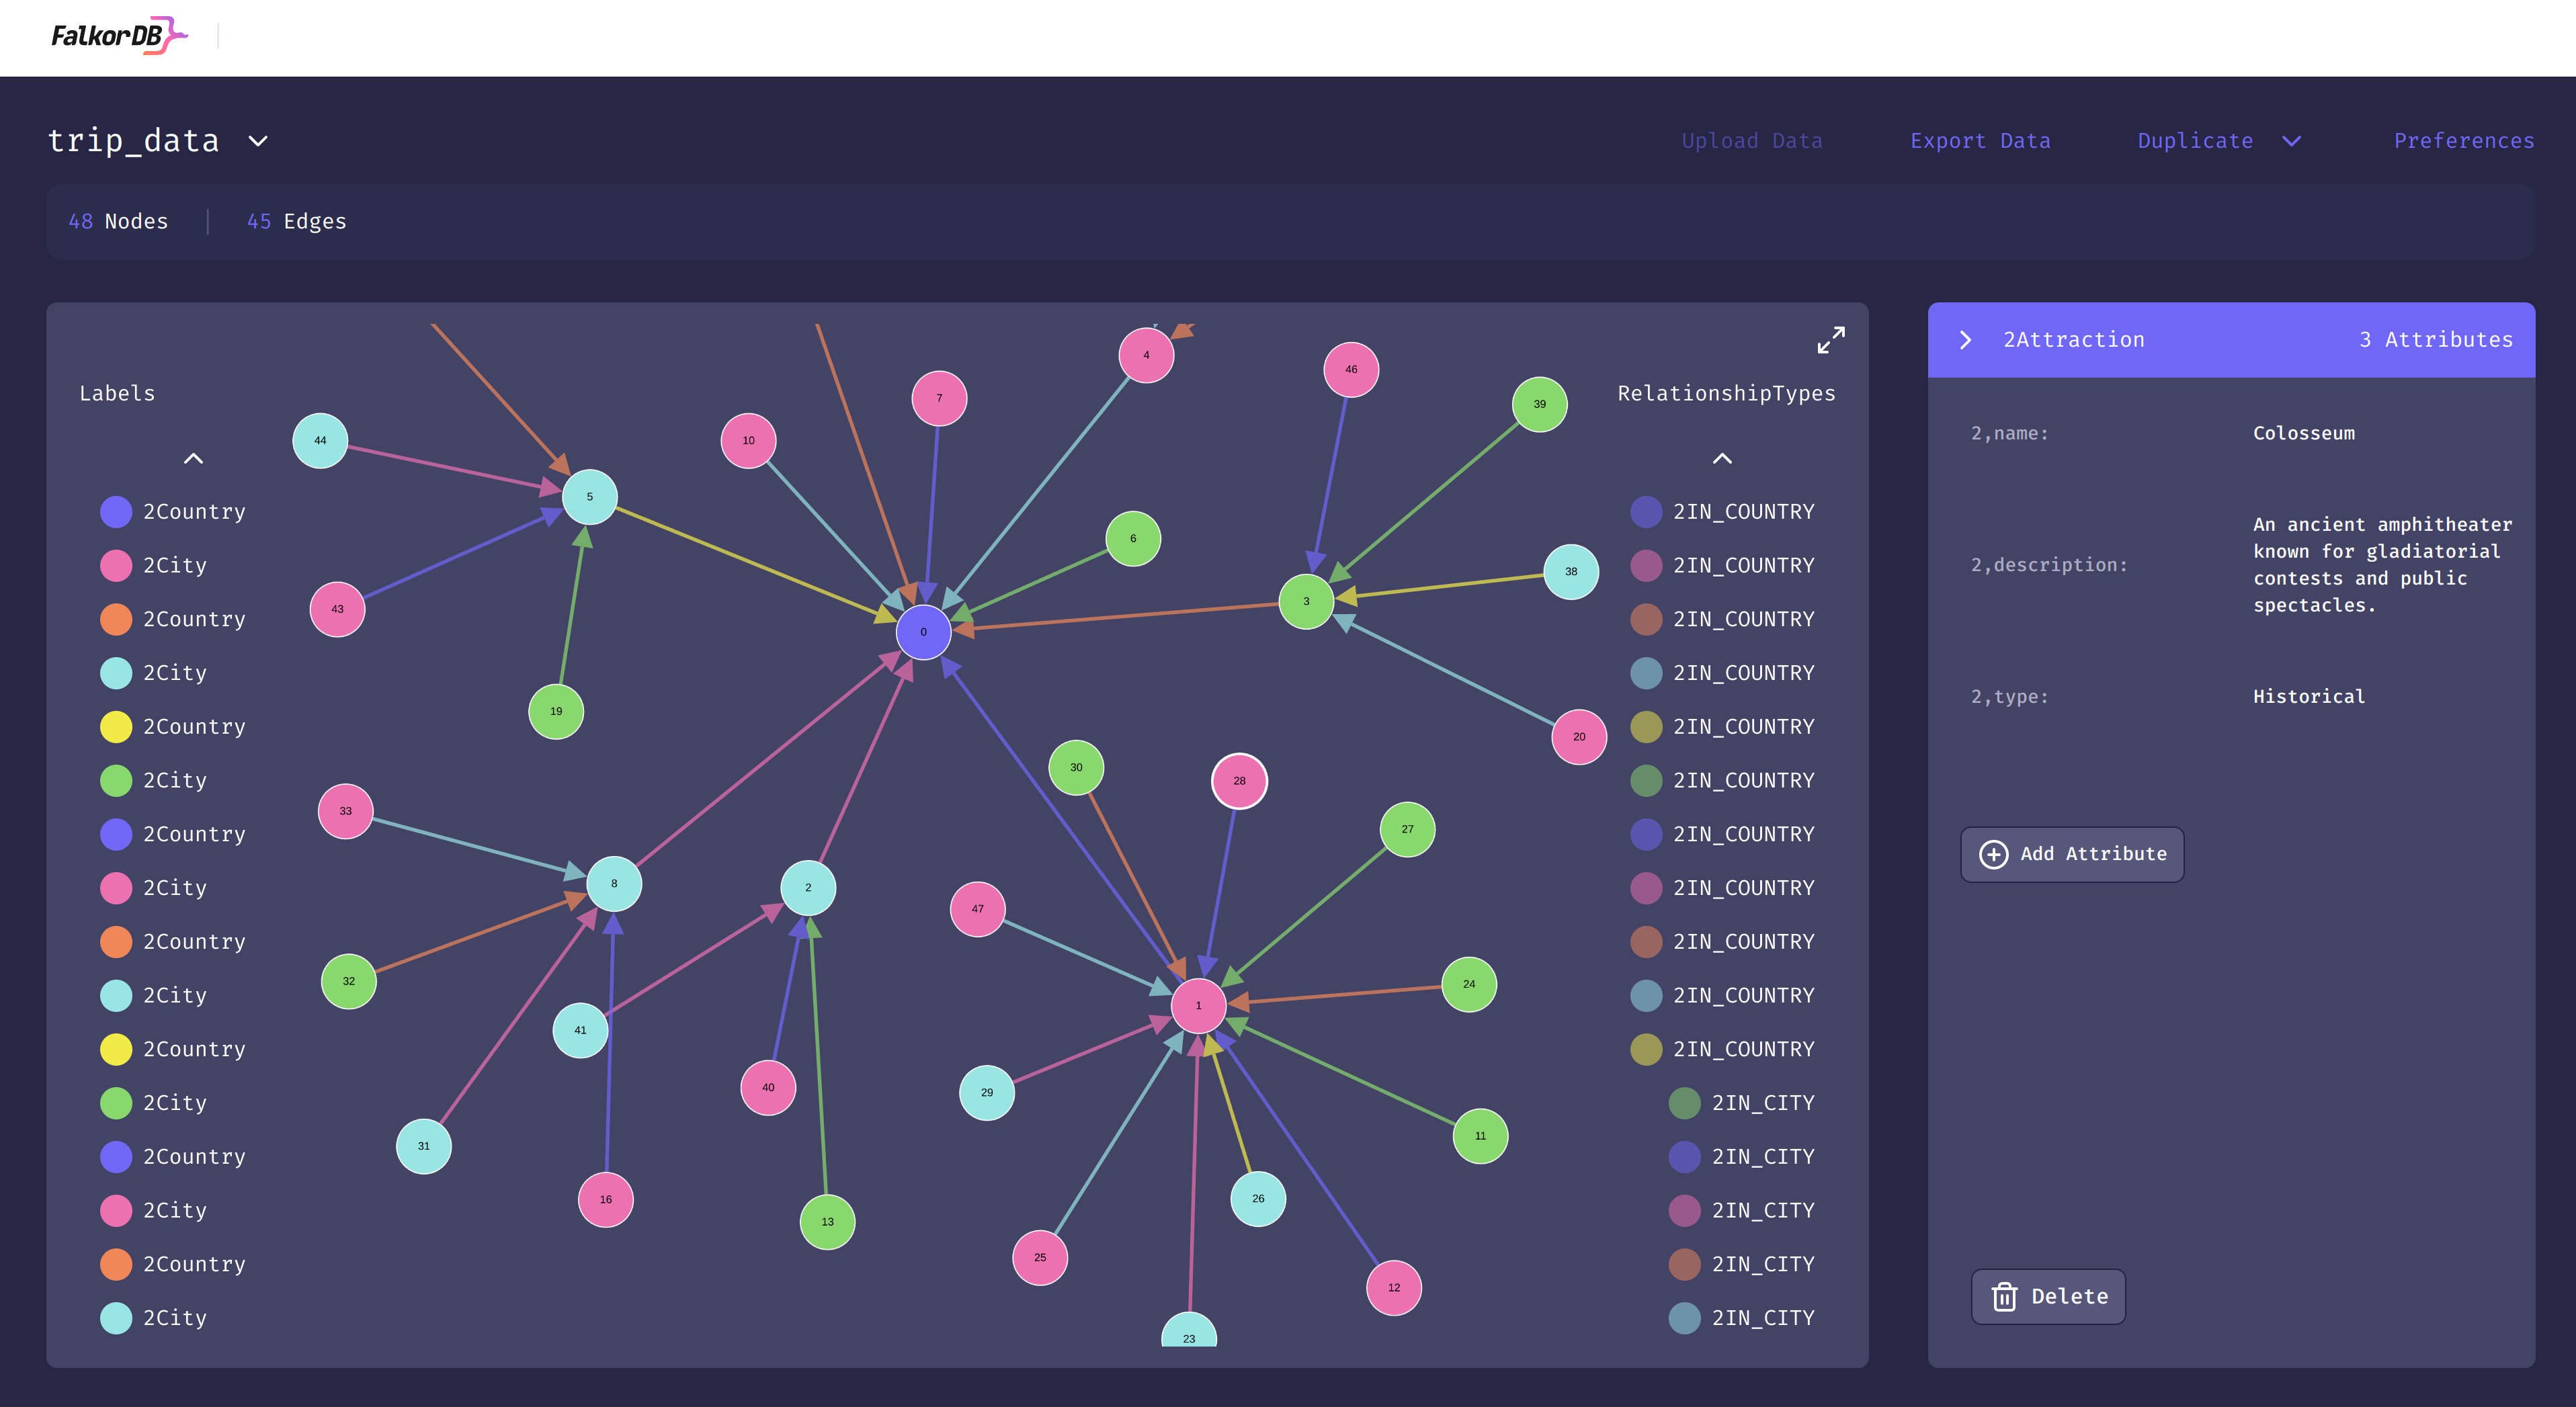 FalkorDB
trip_data
Upload Data
Export Data
Duplicate
Preferences
48 Nodes
45 Edges
Labels
2Country
2City
2Country
2City
2Country
2City
2Country
2City
2Country
2City
2Country
2City
2Country
2City
2Country
2City
4
46
7
39
44
10
5
6
38
43
3
0
19
20
30
28
33
27
8
2
47
32
24
1
41
40
29
11
31
16
26
13
25
12
23
RelationshipTypes
2IN_COUNTRY
2IN_COUNTRY
2IN_COUNTRY
2IN_COUNTRY
2IN_COUNTRY
2IN_COUNTRY
2IN_COUNTRY
2IN_COUNTRY
2IN_COUNTRY
2IN_COUNTRY
2IN_COUNTRY
2IN_CITY
2IN_CITY
2IN_CITY
2IN_CITY
2IN_CITY
2Attraction
3 Attributes
2,name:
Colosseum
2,description:
An ancient amphitheater
known for gladiatorial
contests and public
spectacles.
2,type:
Historical
Add Attribute
Delete